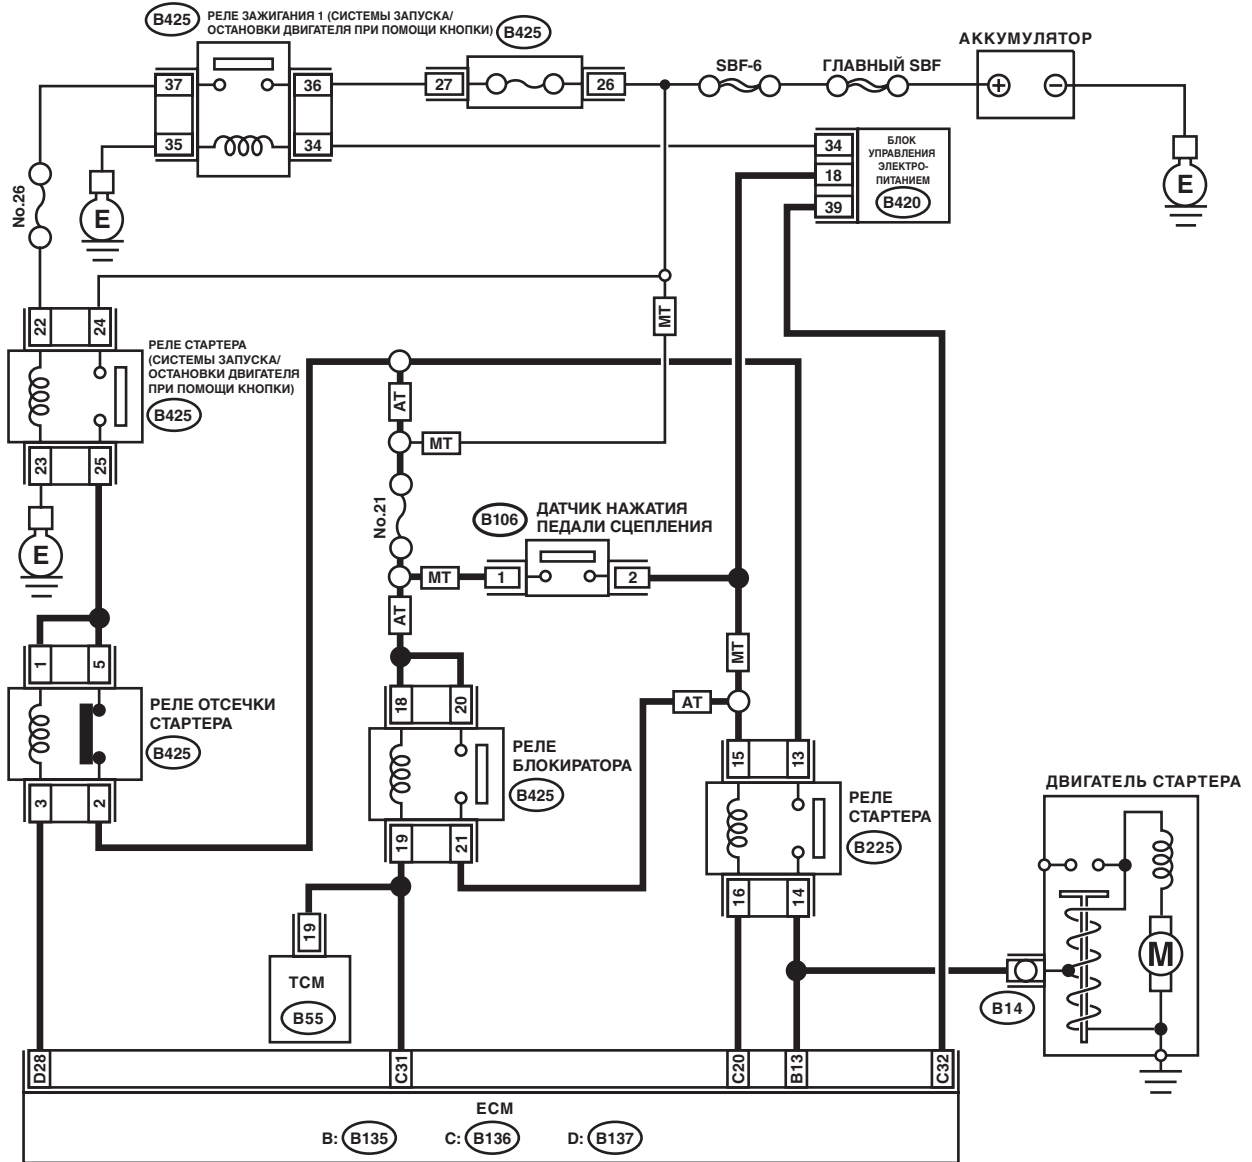 B425
РЕЛЕ ЗАЖИГАНИЯ 1 (СИСТЕМЫ ЗАПУСКА/
ОСТАНОВКИ ДВИГАТЕЛЯ ПРИ ПОМОЩИ КНОПКИ)
B425
АККУМУЛЯТОР
SBF-6
ГЛАВНЫЙ SBF
37
36
27
26
+
−
35
34
34
БЛОК
УПРАВЛЕНИЯ
ЭЛЕКТРО-
ПИТАНИЕМ
18
B420
39
E
E
No.26
MT
22
24
РЕЛЕ СТАРТЕРА
(СИСТЕМЫ ЗАПУСКА/
ОСТАНОВКИ ДВИГАТЕЛЯ
ПРИ ПОМОЩИ КНОПКИ)
B425
AT
MT
23
25
No.21
B106
ДАТЧИК НАЖАТИЯ
ПЕДАЛИ СЦЕПЛЕНИЯ
E
MT
1
2
AT
MT
1
5
18
20
AT
РЕЛЕ ОТСЕЧКИ
СТАРТЕРА
B425
РЕЛЕ
БЛОКИРАТОРА
B425
15
13
ДВИГАТЕЛЬ СТАРТЕРА
3
2
РЕЛЕ
СТАРТЕРА
B225
19
21
16
14
19
M
TCM
B55
B14
D28
C31
C20
B13
C32
ECM
B: B135
C: B136
D: B137